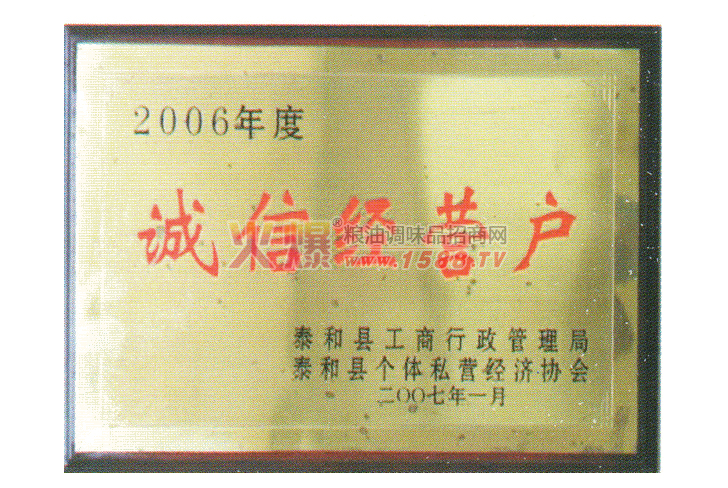 2006年度
诚信经营户
火爆®粮油调味品招商网
www.1588.TV
泰和县工商行政管理局
泰和县个体私营经济协会
二〇〇七年一月